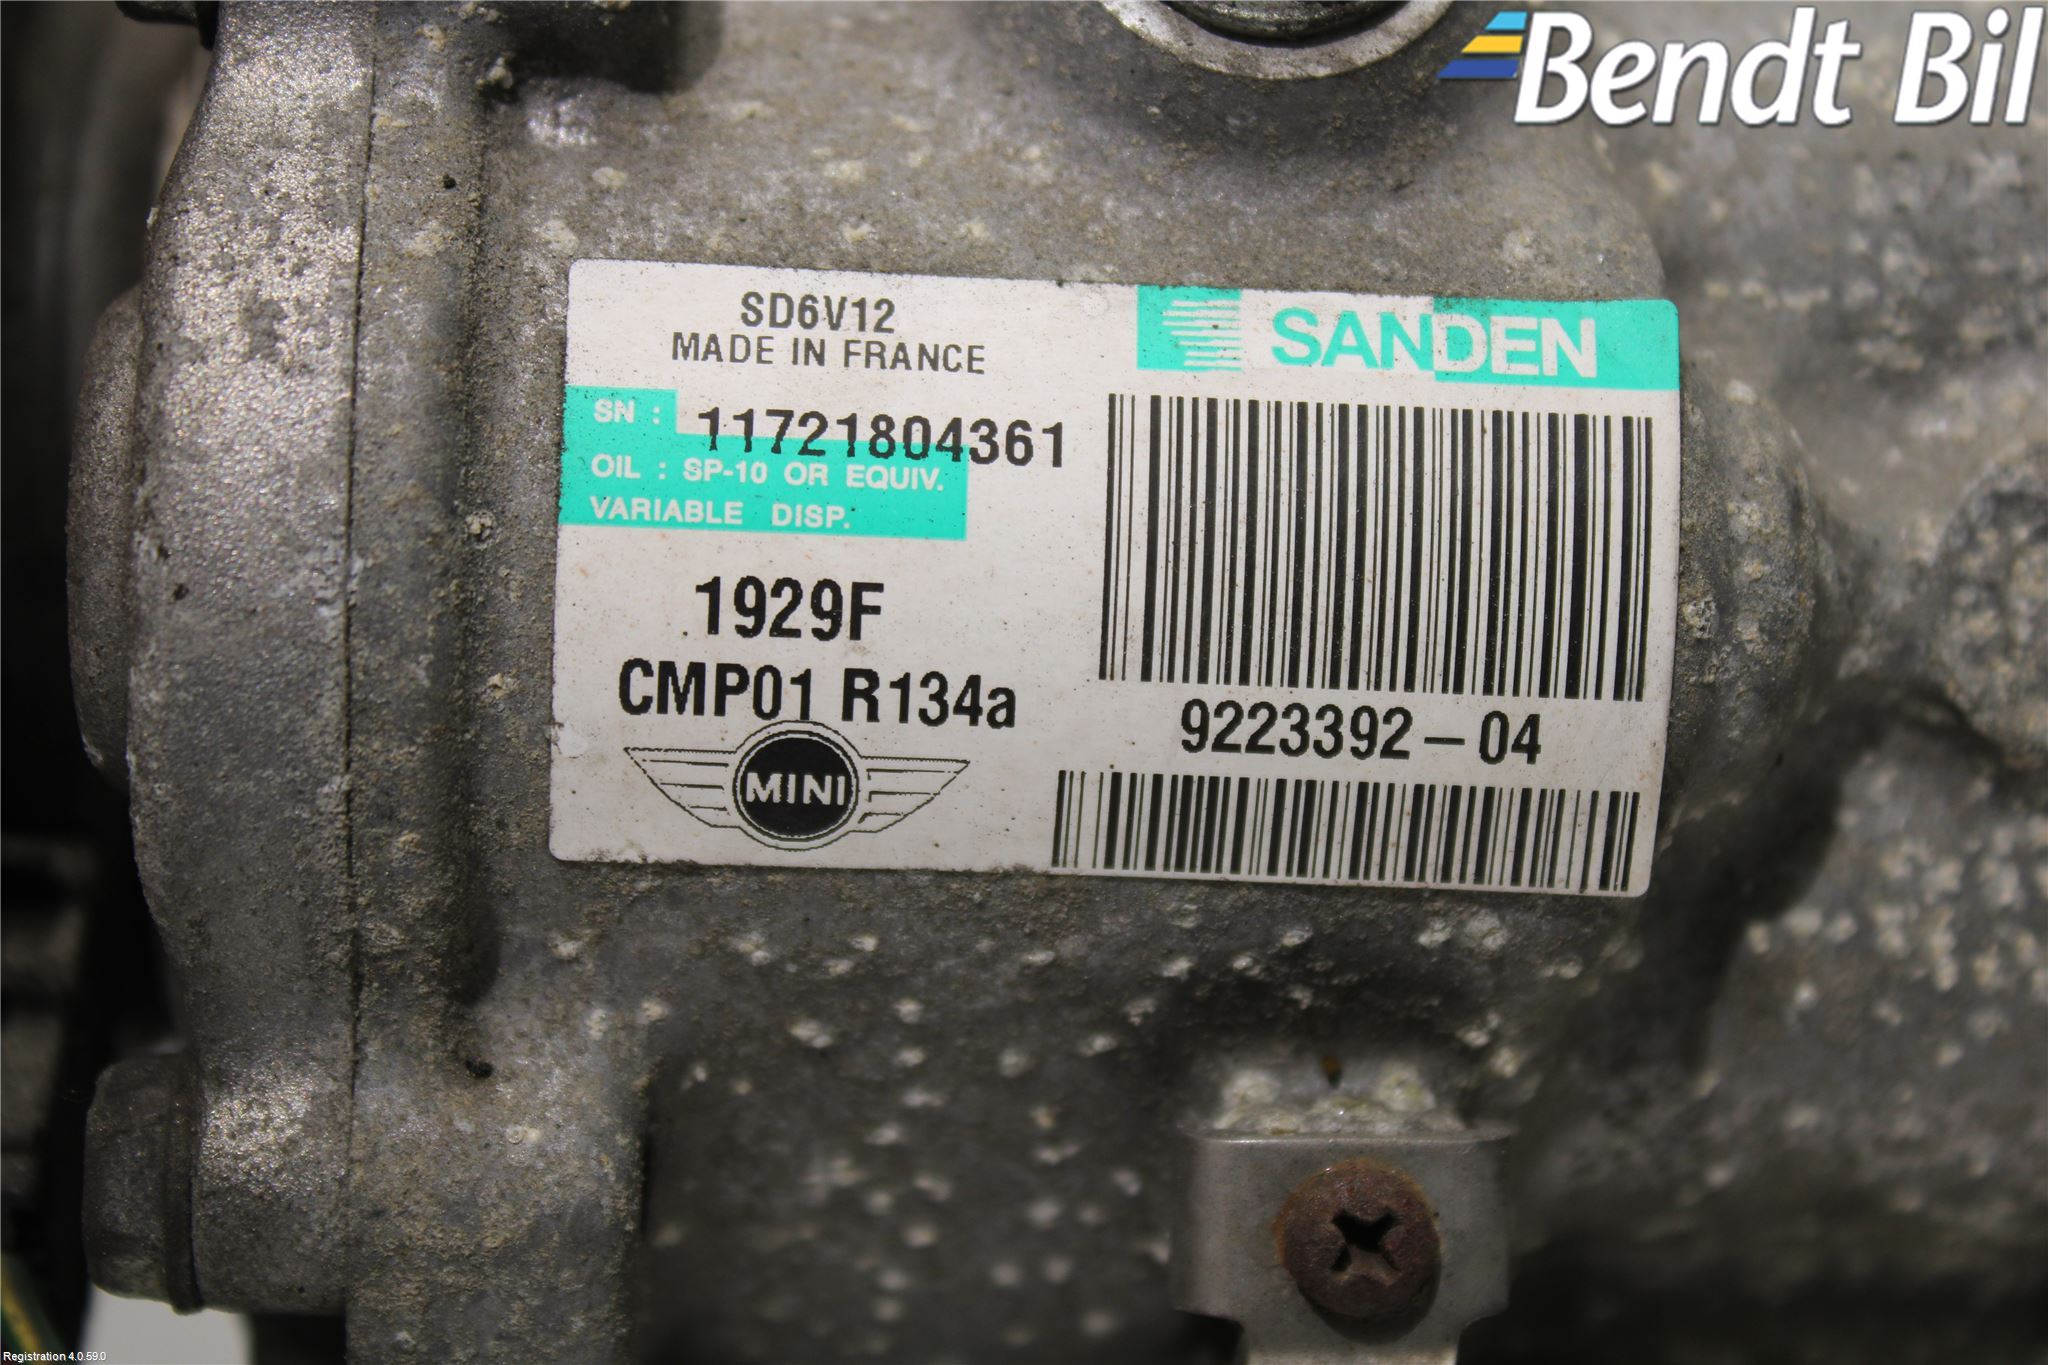 Bendt Bil
SD6V12
MADE IN FRANCE
SANDEN
SN : 11721804361
OIL : SP-10 OR EQUIV.
VARIABLE DISP.
1929F
CMP01 R134a
9223392-04
MINI
Registration 4.0.59.0